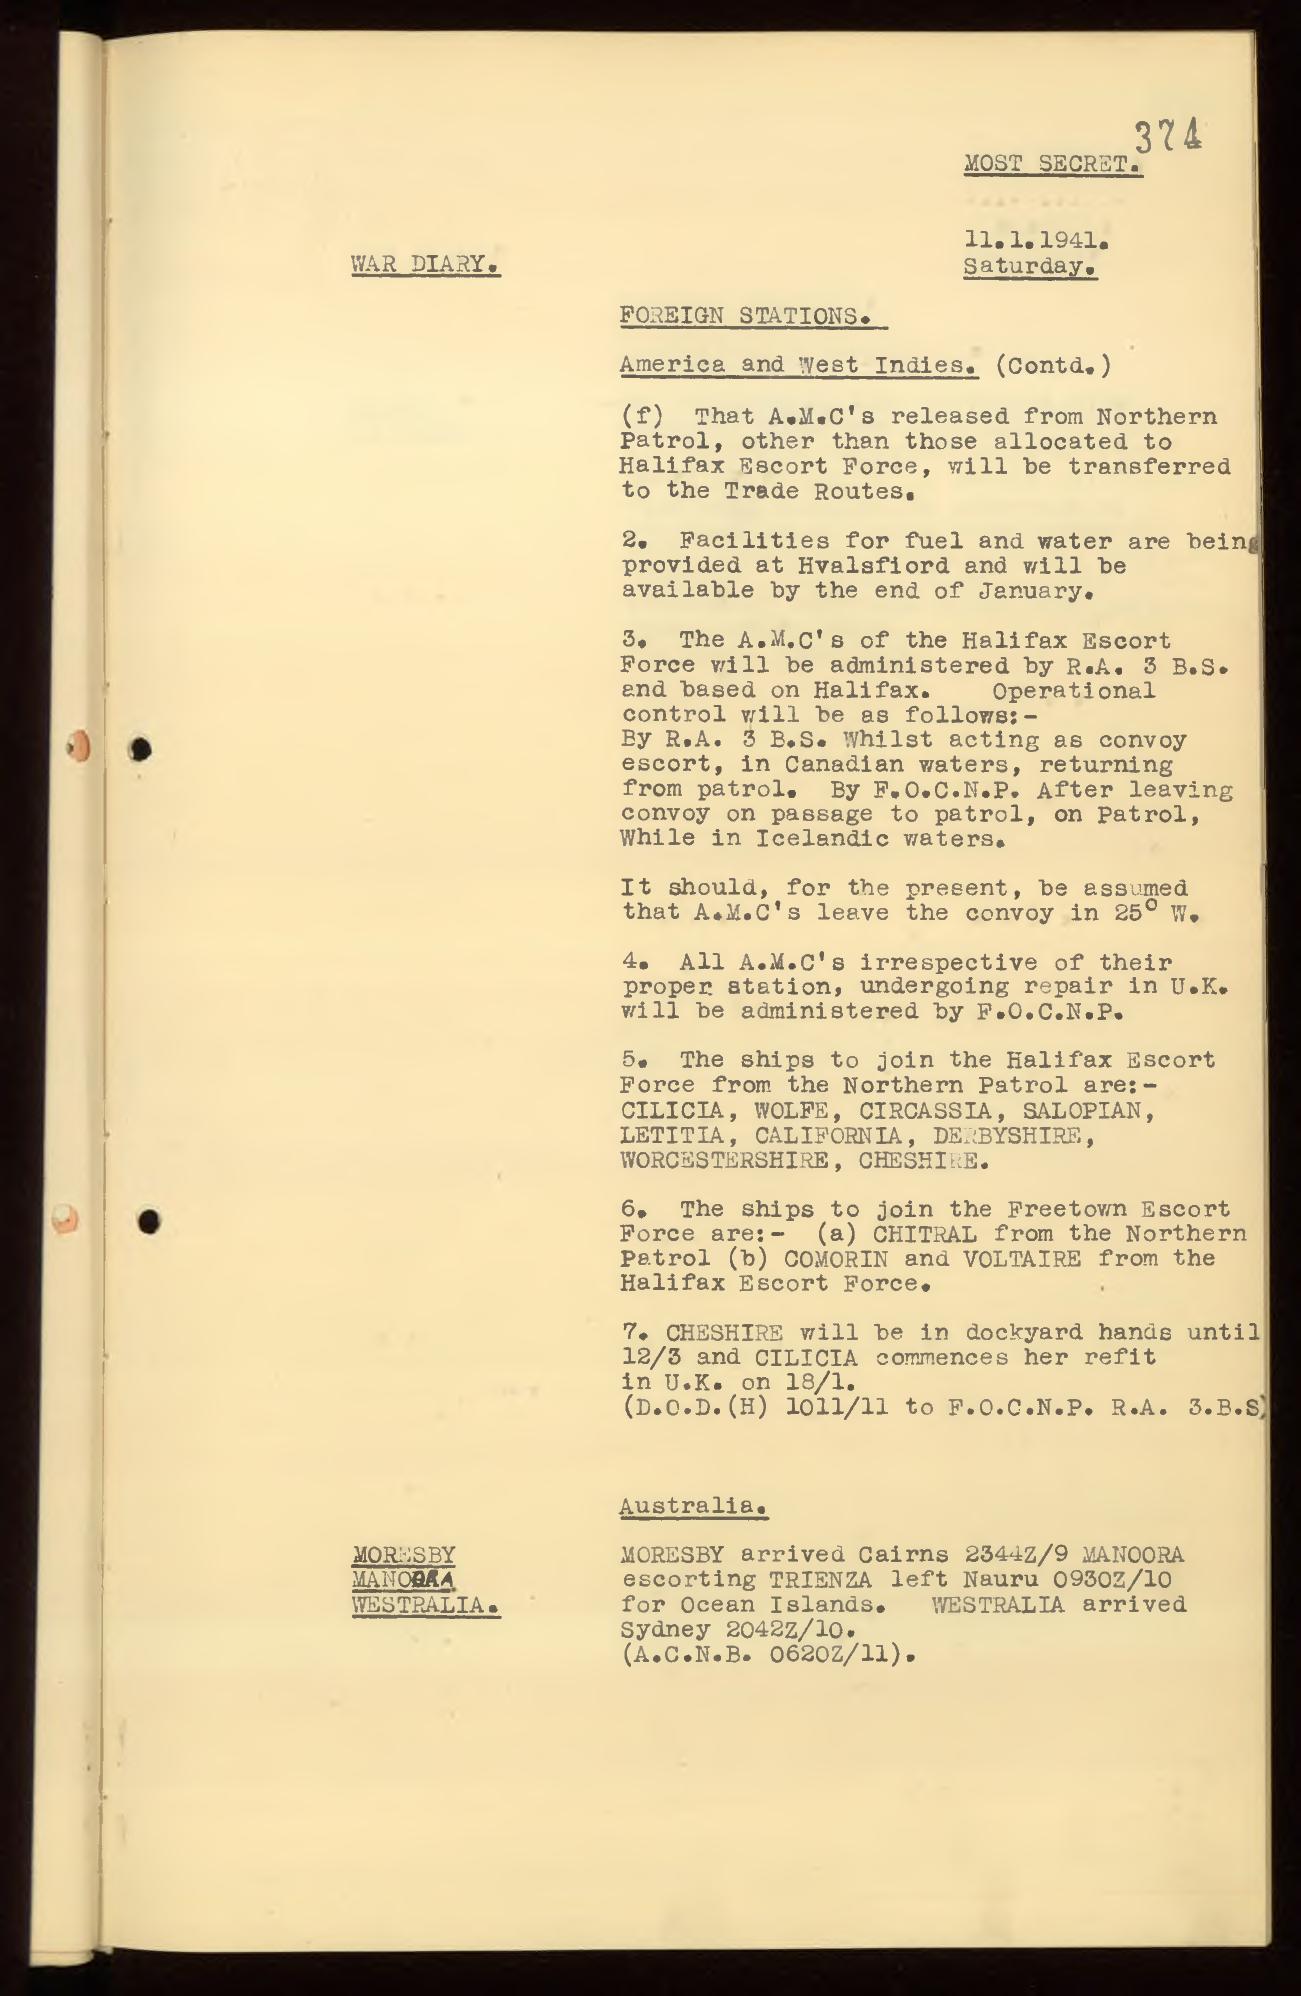 374
MOST SECRET.
11.1.1941.
WAR DIARY.
Saturday.
FOREIGN STATIONS.
America and West Indies. (Contd.)
(f) That A.M.C's released from Northern
Patrol, other than those allocated to
Halifax Escort Force, will be transferred
to the Trade Routes.
2. Facilities for fuel and water are being
provided at Hvalsfiord and will be
available by the end of January.
3. The A.M.C's of the Halifax Escort
Force will be administered by R.A. 3 B.S.
and based on Halifax. Operational
control will be as follows:-
By R.A. 3 B.S. Whilst acting as convoy
escort, in Canadian waters, returning
from patrol. By F.O.C.N.P. After leaving
convoy on passage to patrol, on Patrol,
While in Icelandic waters.
It should, for the present, be assumed
that A.M.C's leave the convoy in 25° W.
4. All A.M.C's irrespective of their
proper station, undergoing repair in U.K.
will be administered by F.O.C.N.P.
5. The ships to join the Halifax Escort
Force from the Northern Patrol are:-
CILICIA, WOLFE, CIRCASSIA, SALOPIAN,
LETITIA, CALIFORNIA, DERBYSHIRE,
WORCESTERSHIRE, CHESHIRE.
6. The ships to join the Freetown Escort
Force are:- (a) CHITRAL from the Northern
Patrol (b) COMORIN and VOLTAIRE from the
Halifax Escort Force.
7. CHESHIRE will be in dockyard hands until
12/3 and CILICIA commences her refit
in U.K. on 18/1.
(D.O.D.(H) 1011/11 to F.O.C.N.P. R.A. 3.B.S)
Australia.
MORESBY
MANOORA
WESTRALIA.
MORESBY arrived Cairns 2344Z/9 MANOORA
escorting TRIENZA left Nauru 0930Z/10
for Ocean Islands. WESTRALIA arrived
Sydney 2042Z/10.
(A.C.N.B. 0620Z/11).